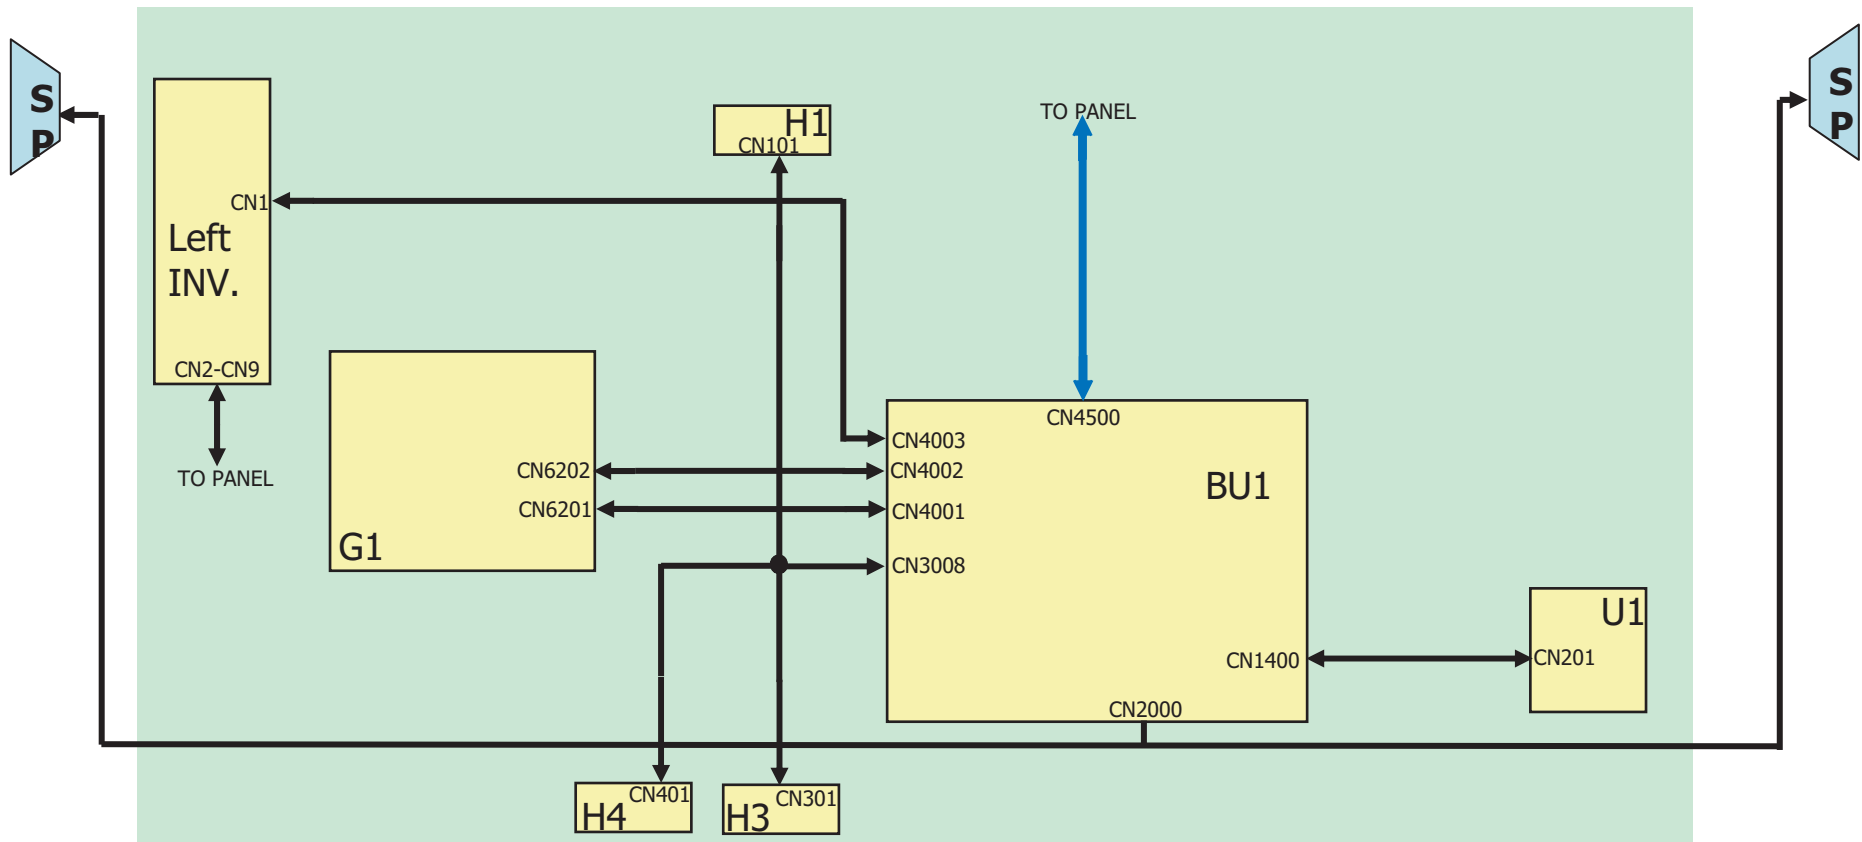 S
P
S
P
H1
CN101
TO PANEL
CN1
Left
INV.
CN2-CN9
TO PANEL
CN6202
CN6201
G1
CN4500
CN4003
CN4002
CN4001
CN3008
BU1
CN1400
CN2000
U1
CN201
CN401
H4
CN301
H3